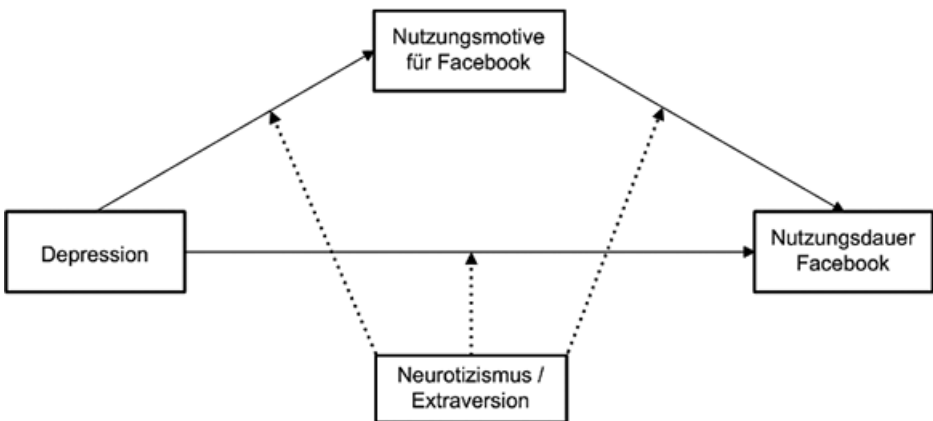 Nutzungsmotive
für Facebook
Depression
Nutzungsdauer
Facebook
Neurotizismus /
Extraversion